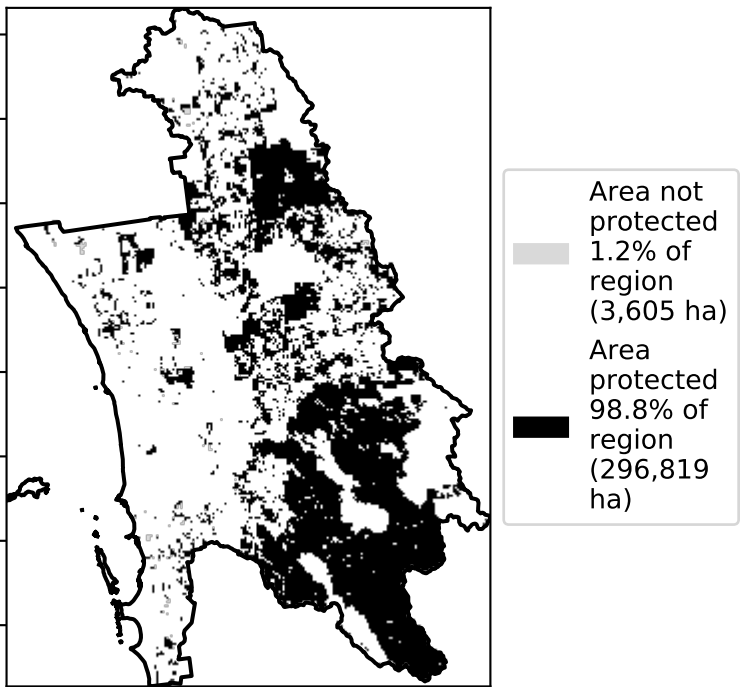 Area not
protected
1.2% of
region
(3,605 ha)
Area
protected
98.8% of
region
(296,819
ha)